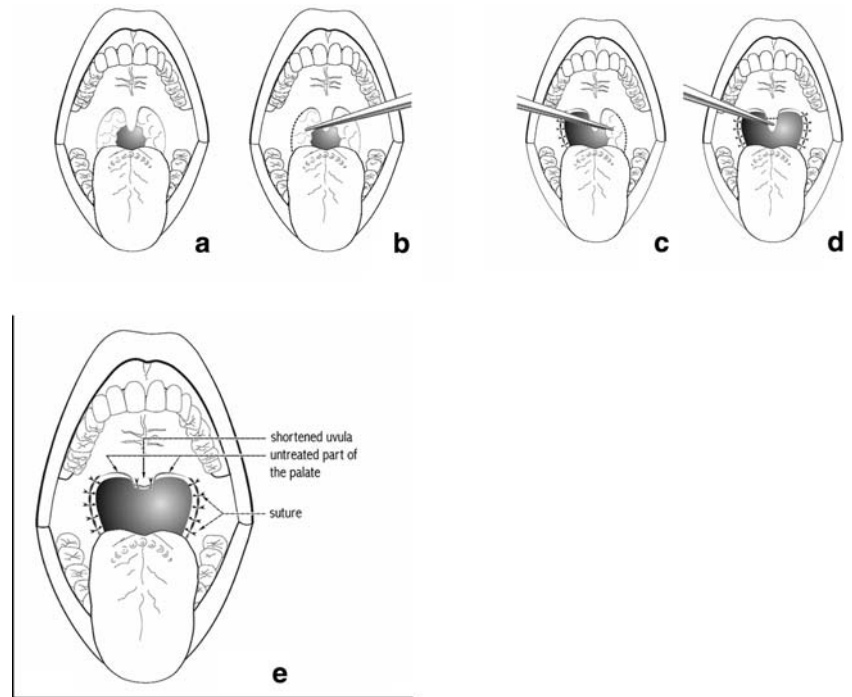 a
b
c
d
shortened uvula
untreated part of
the palate
suture
e